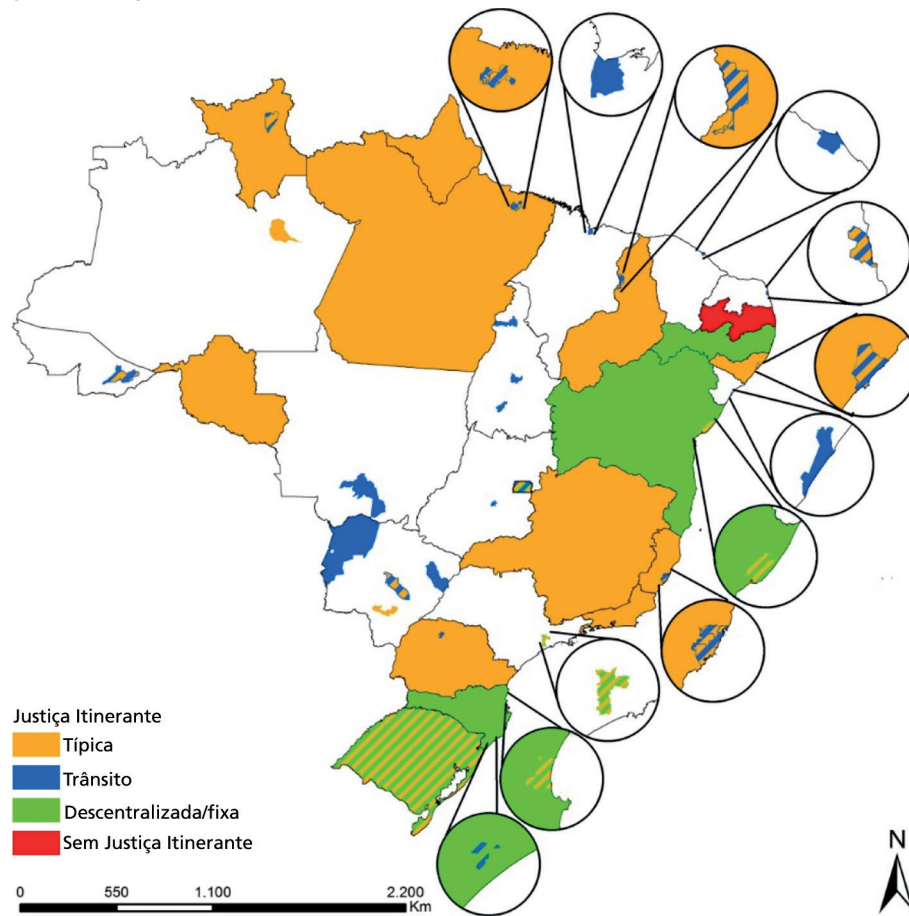 Justiça Itinerante
Típica
Trânsito
Descentralizada/fixa
Sem Justiça Itinerante
N
0 550 1.100 2.200
Km